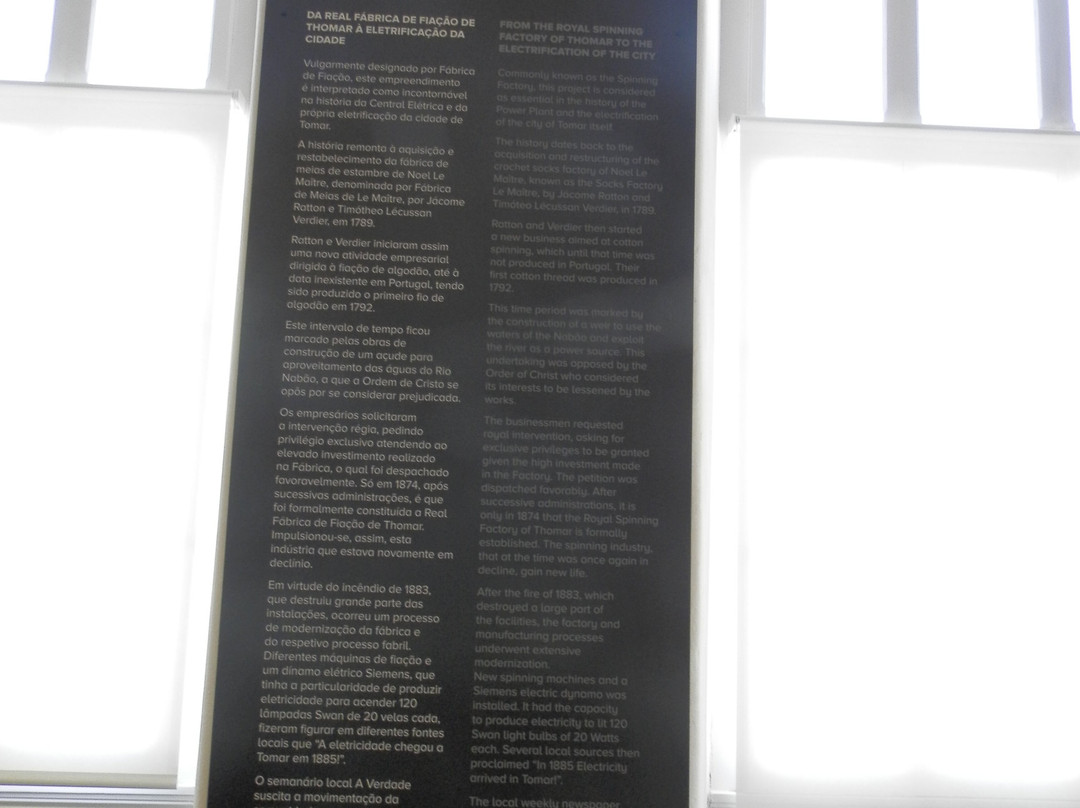 DA REAL FÁBRICA DE FIAÇÃO DE
THOMAR À ELETRIFICAÇÃO DA
CIDADE
Vulgarmente designado por Fábrica
de Fiação, este empreendimento
é interpretado como incontornável
na história da Central Elétrica e da
própria eletrificação da cidade de
Tomar.
A história remonta à aquisição e
restabelecimento da fábrica de
meias de estambre de Noel Le
Maître, denominada por Fábrica
de Meias de Le Maître, por Jácome
Ratton e Timótheo Lécussan
Verdier, em 1789.
Ratton e Verdier iniciaram assim
uma nova atividade empresarial
dirigida à fiação de algodão, até à
data inexistente em Portugal, tendo
sido produzido o primeiro fio de
algodão em 1792.
Este intervalo de tempo ficou
marcado pelas obras de
construção de um açude para
aproveitamento das águas do Rio
Nabão, a que a Ordem de Cristo se
opôs por se considerar prejudicada.
Os empresários solicitaram
a intervenção régia, pedindo
privilégio exclusivo atendendo ao
elevado investimento realizado
na Fábrica, o qual foi despachado
favoravelmente. Só em 1874, após
sucessivas administrações, é que
foi formalmente constituída a Real
Fábrica de Fiação de Thomar.
Impulsionou-se, assim, esta
indústria que estava novamente em
declínio.
Em virtude do incêndio de 1883,
que destruiu grande parte das
instalações, ocorreu um processo
de modernização da fábrica e
do respetivo processo fabril.
Diferentes máquinas de fiação e
um dínamo elétrico Siemens, que
tinha a particularidade de produzir
eletricidade para acender 120
lâmpadas Swan de 20 velas cada,
fizeram figurar em diferentes fontes
locais que "A eletricidade chegou a
Tomar em 1885!".
O semanário local A Verdade
suscita a movimentação da
FROM THE ROYAL SPINNING
FACTORY OF THOMAR TO THE
ELECTRIFICATION OF THE CITY
Commonly known as the Spinning
Factory, this project is considered
as essential in the history of the
Power Plant and the electrification
of the city of Tomar itself.
The history dates back to the
acquisition and restructuring of the
crochet socks factory of Noel Le
Maître, known as the Socks Factory
Le Maître, by Jácome Ratton and
Timóteo Lécussan Verdier, in 1789.
Ratton and Verdier then started
a new business aimed at cotton
spinning, which until that time was
not produced in Portugal. Their
first cotton thread was produced in
1792.
This time period was marked by
the construction of a weir to use the
waters of the Nabão and exploit
the river as a power source. This
undertaking was opposed by the
Order of Christ who considered
its interests to be lessened by the
works.
The businessmen requested
royal intervention, asking for
exclusive privileges to be granted
given the high investment made
in the Factory. The petition was
dispatched favorably. After
successive administrations, it is
only in 1874 that the Royal Spinning
Factory of Thomar is formally
established. The spinning industry,
that at the time was once again in
decline, gain new life.
After the fire of 1883, which
destroyed a large part of
the facilities, the factory and
manufacturing processes
underwent extensive
modernization.
New spinning machines and a
Siemens electric dynamo was
installed. It had the capacity
to produce electricity to lit 120
Swan light bulbs of 20 Watts
each. Several local sources then
proclaimed "In 1885 Electricity
arrived in Tomar!".
The local weekly newspaper